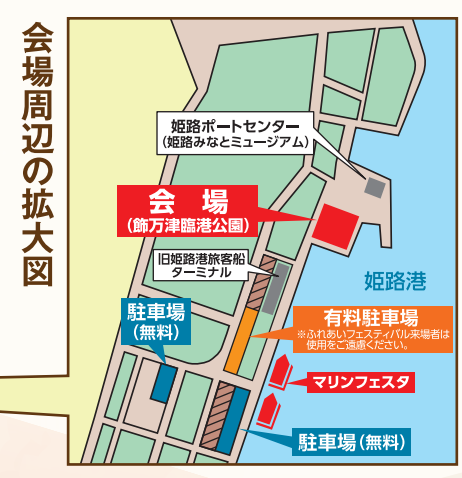 会場周辺の拡大図
姫路ポートセンター
(姫路みなとミュージアム)
会 場
(飾万津臨港公園)
旧姫路港旅客船
ターミナル
姫路港
駐車場
(無料)
有料駐車場
※ふれあいフェスティバル来場者は
使用をご遠慮ください。
マリンフェスタ
駐車場(無料)